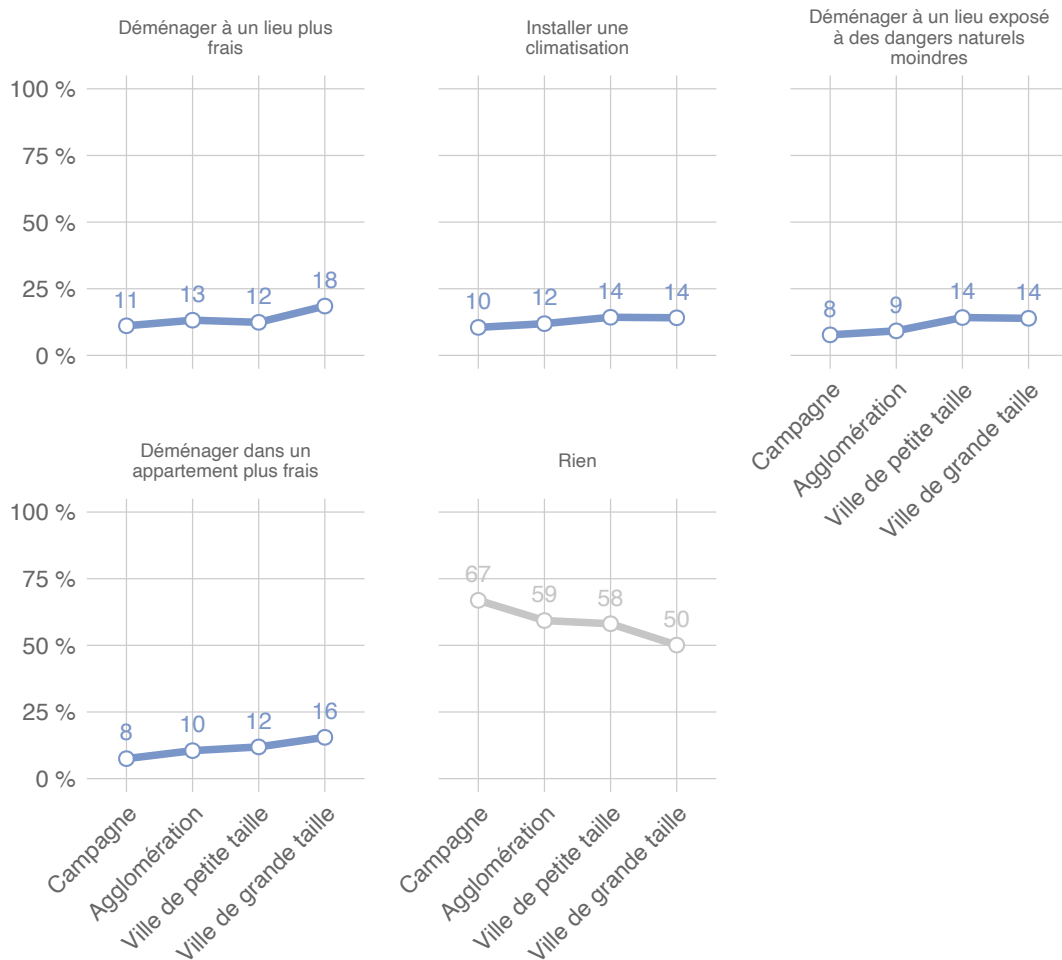 Déménager à un lieu plus
frais
Installer une
climatisation
Déménager à un lieu exposé
à des dangers naturels
moindres
100 %
75 %
50 %
25 %
0 %
11
13
12
18
10
12
14
14
8
9
14
14
Campagne
Agglomération
Ville de petite taille
Ville de grande taille
Déménager dans un
appartement plus frais
Rien
100 %
75 %
50 %
25 %
0 %
8
10
12
16
67
59
58
50
Campagne
Agglomération
Ville de petite taille
Ville de grande taille
Campagne
Agglomération
Ville de petite taille
Ville de grande taille